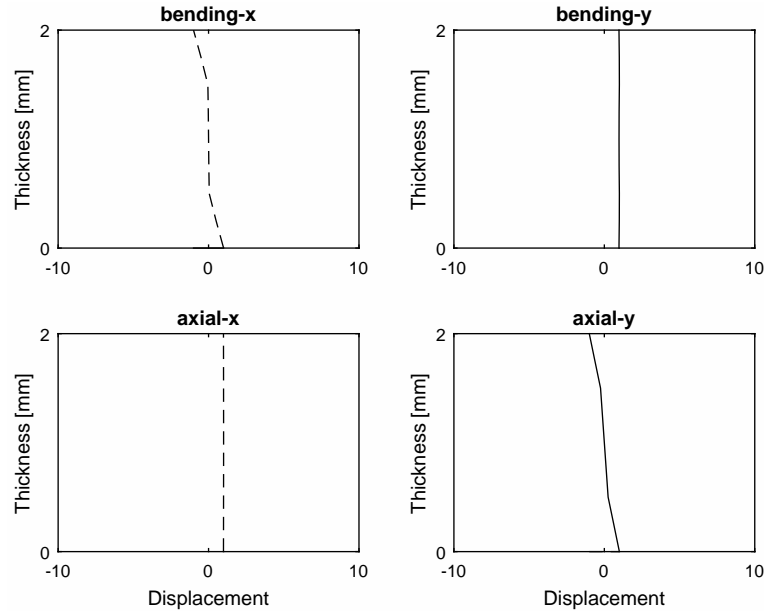 bending-x
2
Thickness [mm]
0
-10 0 10
bending-y
2
Thickness [mm]
0
-10 0 10
axial-x
2
Thickness [mm]
0
-10 0 10
Displacement
axial-y
2
Thickness [mm]
0
-10 0 10
Displacement